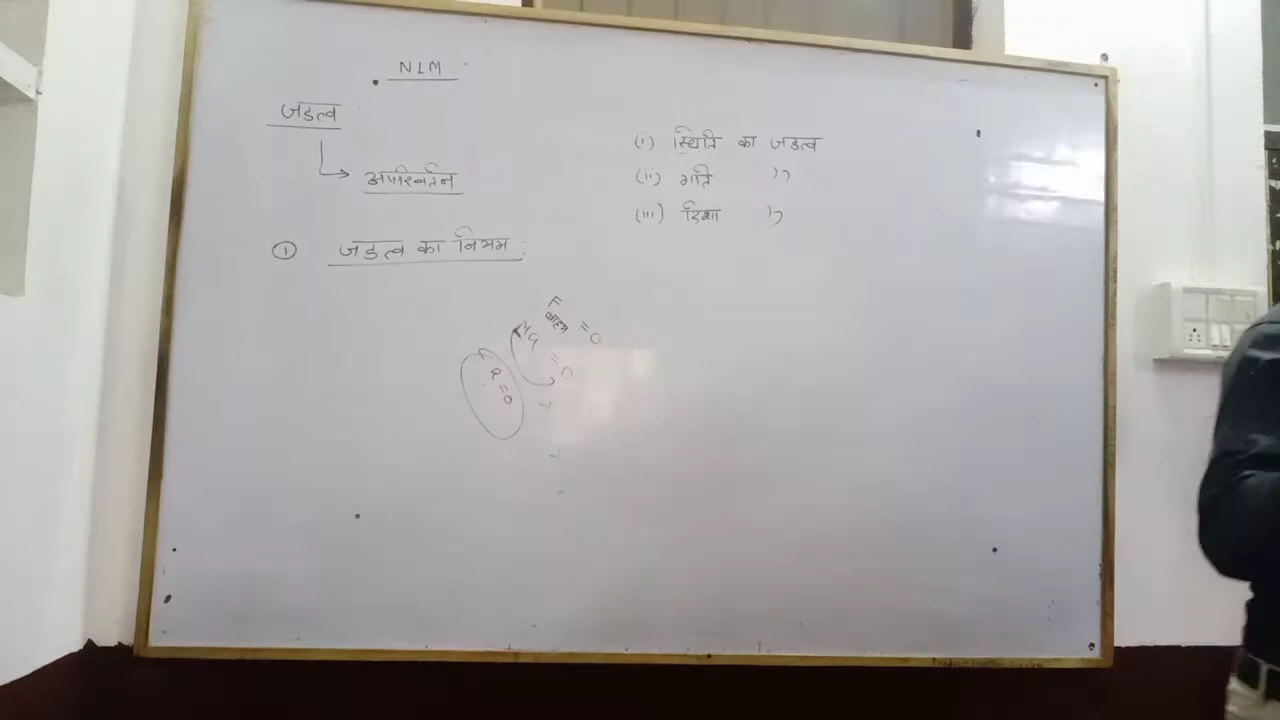 NLM
जडत्व
अपरिवर्तन
(i) स्थिति का जडत्व
(ii) गति ''
(iii) दिशा ''
① जडत्व का नियम :
F बाह्य = 0
a = 0